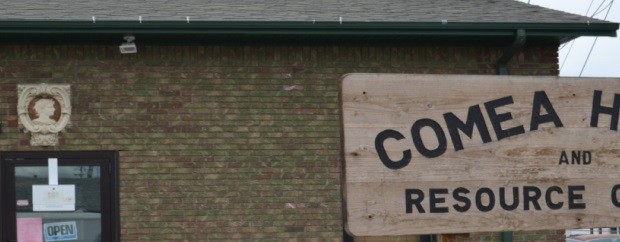 COMEA H
AND
RESOURCE C
OPEN